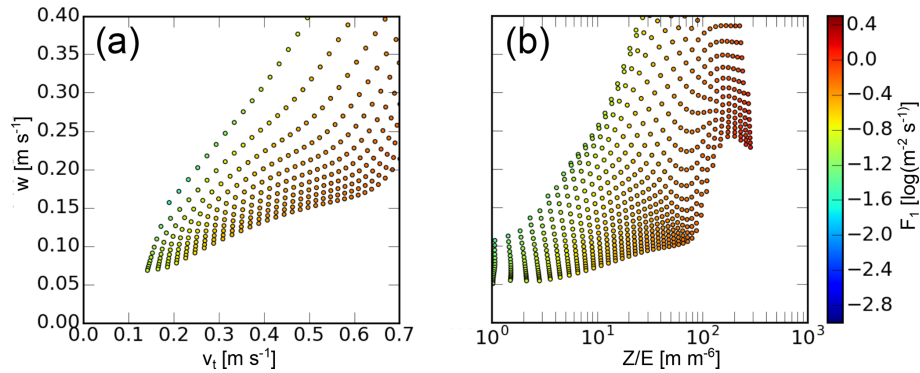 (a)
0.40
0.35
0.30
0.25
0.20
0.15
0.10
0.05
0.00
w [m s⁻¹]
0.0 0.1 0.2 0.3 0.4 0.5 0.6 0.7
vₜ [m s⁻¹]
(b)
10⁰ 10¹ 10² 10³
Z/E [m m⁻⁶]
0.4
0.0
−0.4
−0.8
−1.2
−1.6
−2.0
−2.4
−2.8
F₁ [log(m⁻² s⁻¹)]